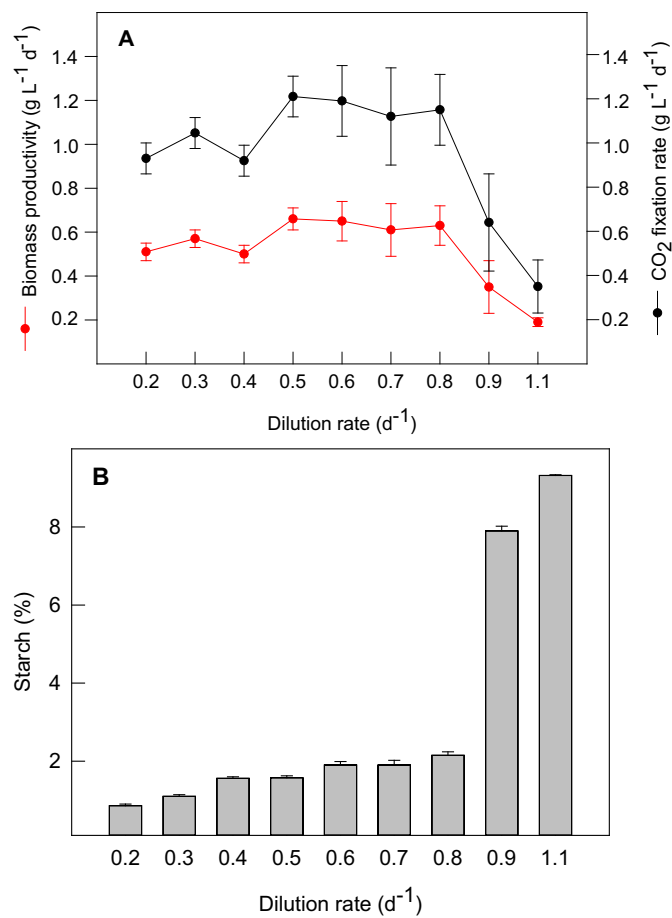 A
Biomass productivity (g L⁻¹ d⁻¹)
1.4
1.2
1.0
0.8
0.6
0.4
0.2
1.4
1.2
1.0
0.8
0.6
0.4
0.2
CO₂ fixation rate (g L⁻¹ d⁻¹)
0.2 0.3 0.4 0.5 0.6 0.7 0.8 0.9 1.1
Dilution rate (d⁻¹)
B
Starch (%)
8
6
4
2
0.2 0.3 0.4 0.5 0.6 0.7 0.8 0.9 1.1
Dilution rate (d⁻¹)